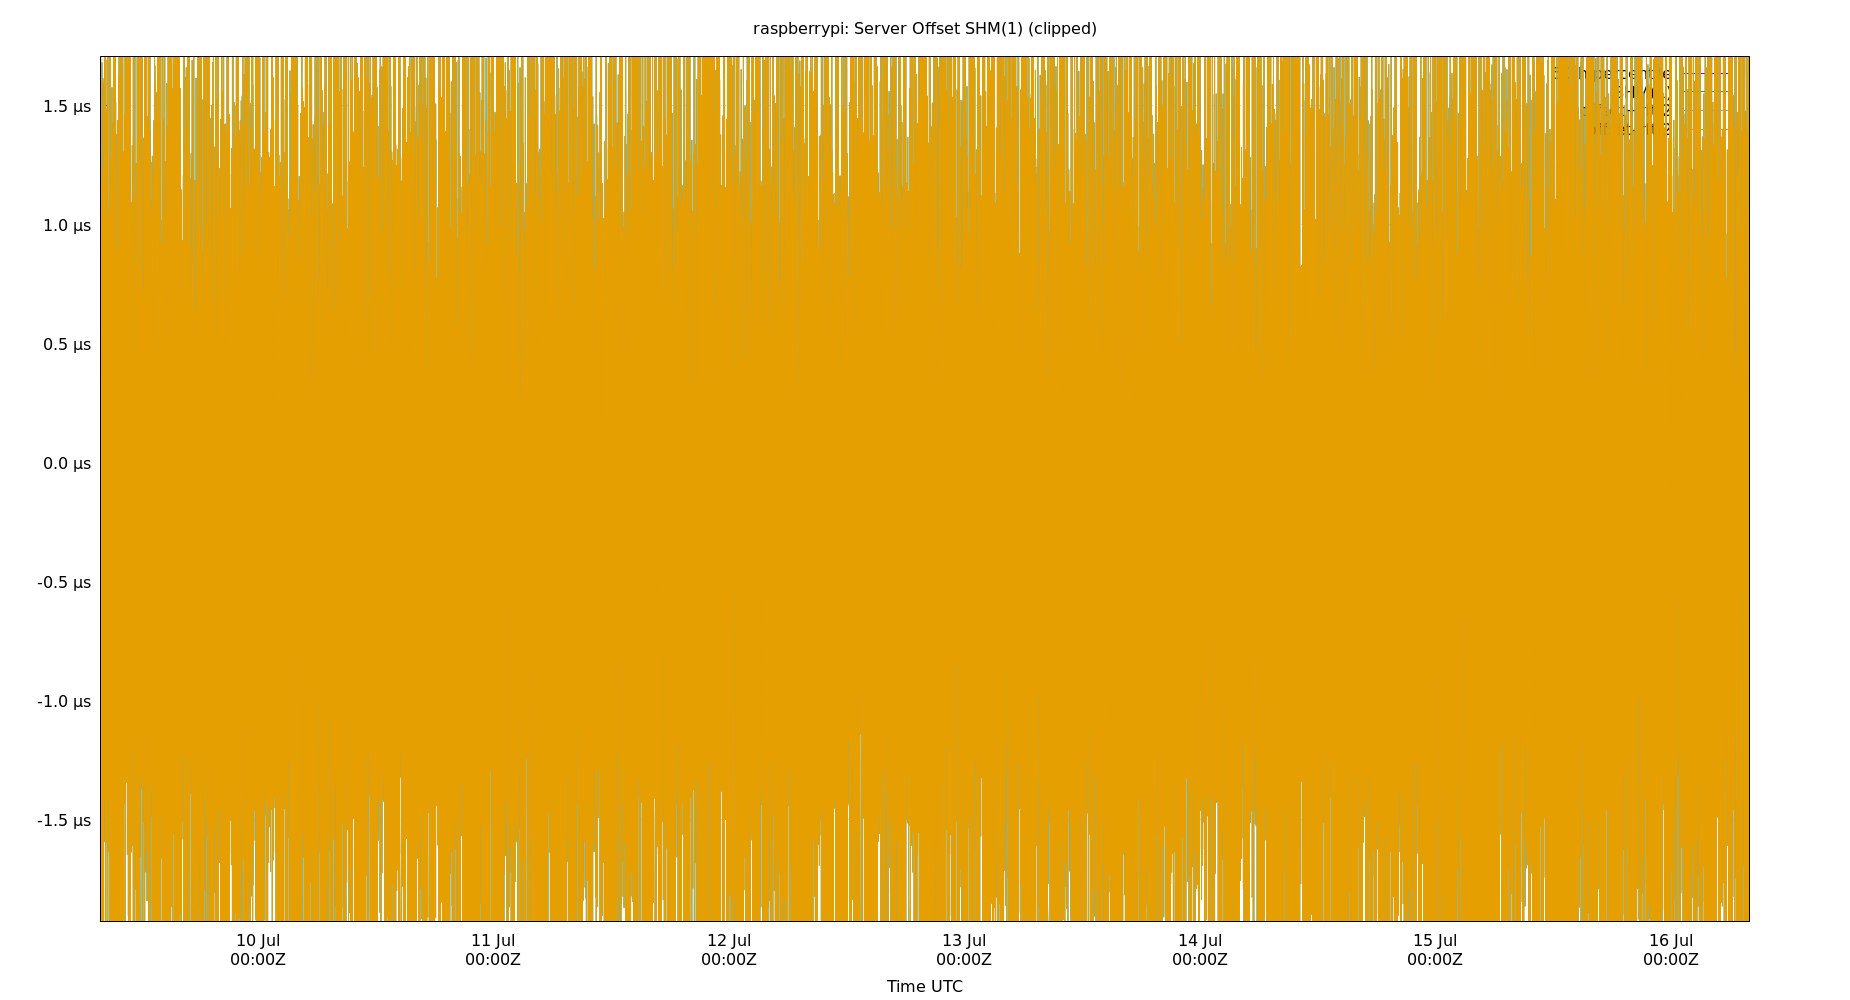 raspberrypi: Server Offset SHM(1) (clipped)
1.5 µs
1.0 µs
0.5 µs
0.0 µs
-0.5 µs
-1.0 µs
-1.5 µs
10 Jul 11 Jul 12 Jul 13 Jul 14 Jul 15 Jul 16 Jul
00:00Z 00:00Z 00:00Z 00:00Z 00:00Z 00:00Z 00:00Z
Time UTC